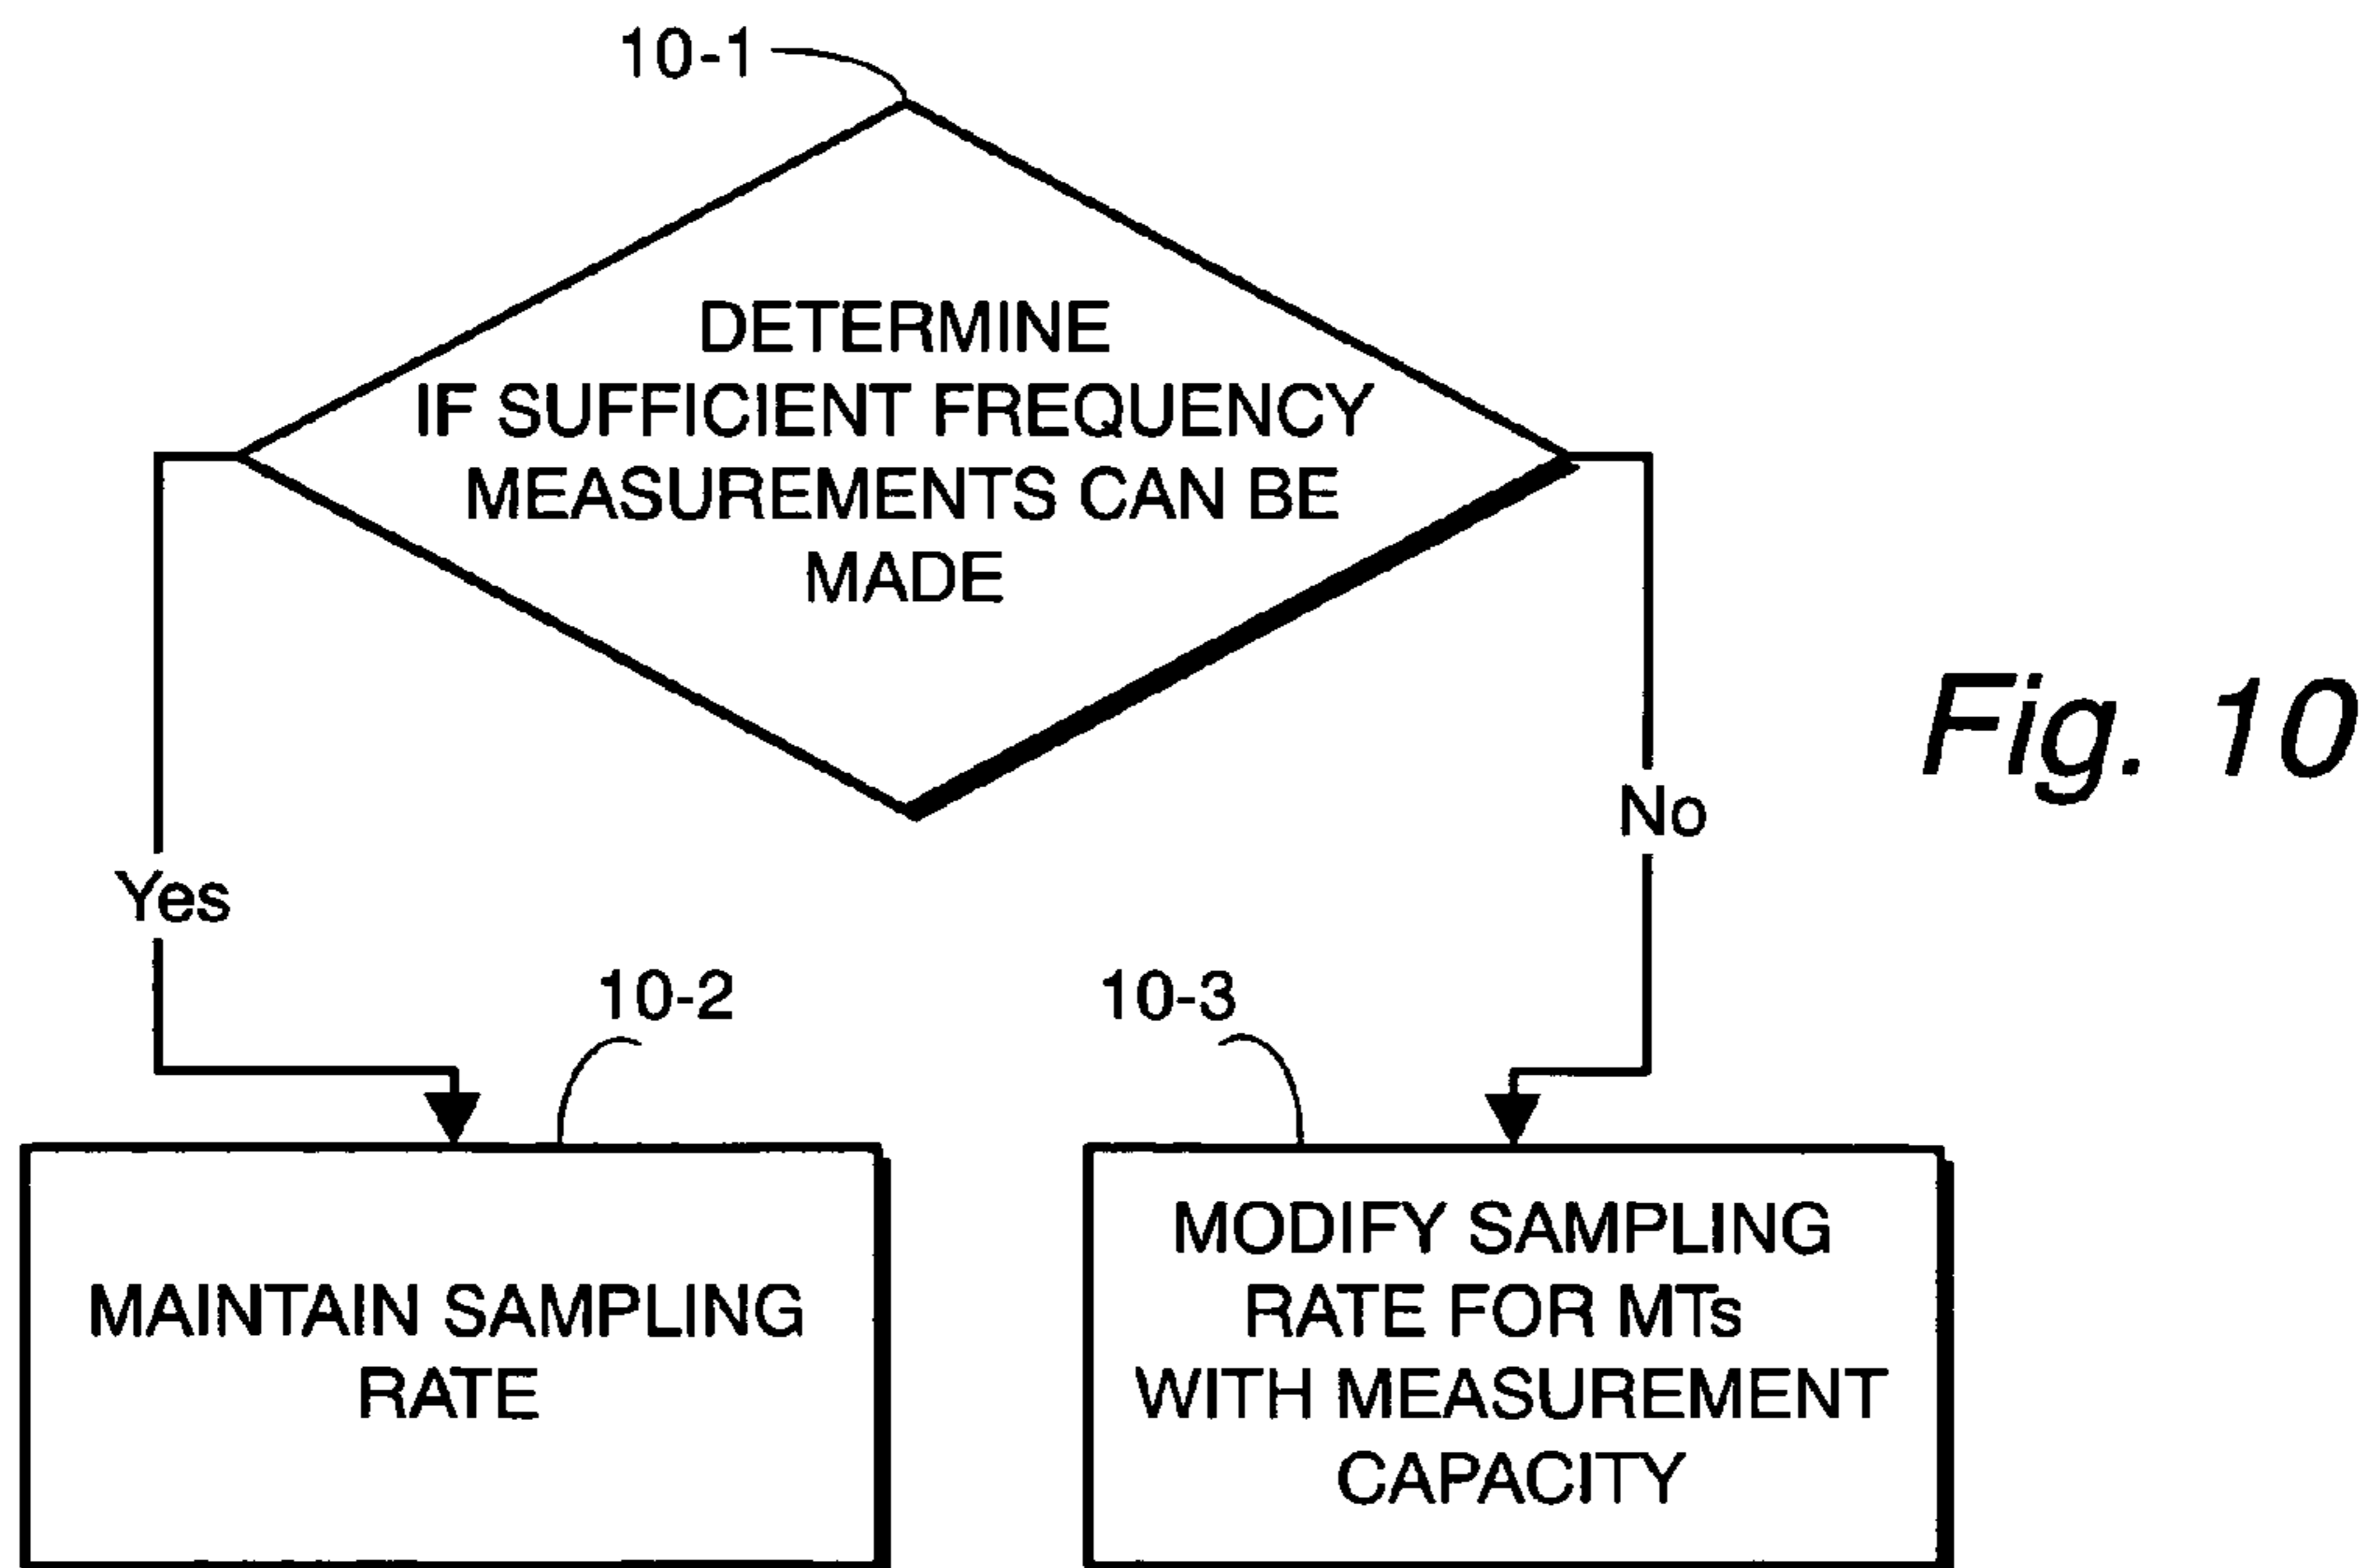 10-1
DETERMINE
IF SUFFICIENT FREQUENCY
MEASUREMENTS CAN BE
MADE
Fig. 10
No
Yes
10-2
10-3
MAINTAIN SAMPLING
RATE
MODIFY SAMPLING
RATE FOR MTs
WITH MEASUREMENT
CAPACITY